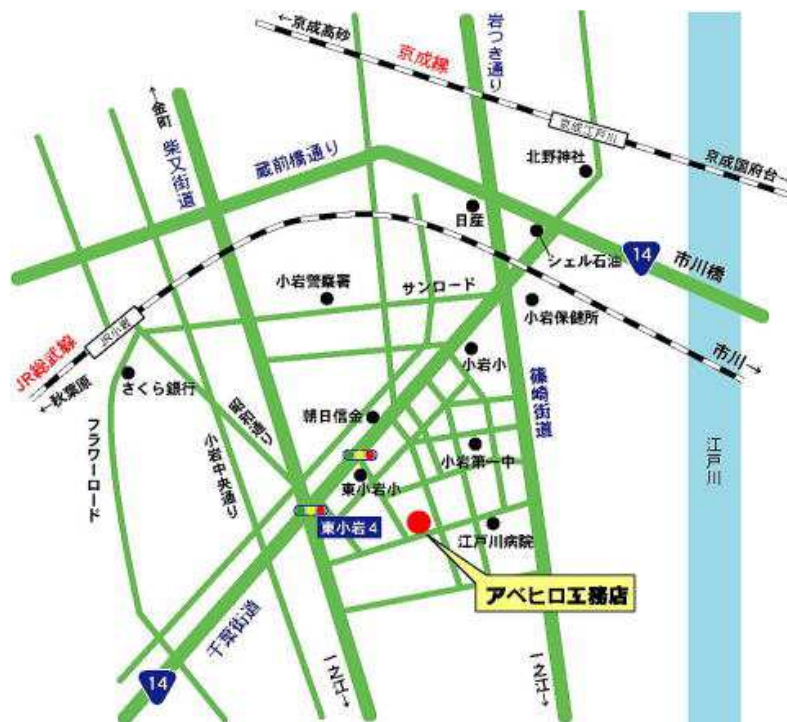 ←京成高砂
京成線
岩つき通り
京成江戸川
京成国府台→
北野神社
←金町
柴又街道
蔵前橋通り
日産
シェル石油
14
市川橋
小岩警察署
サンロード
小岩保健所
JR小岩
JR総武線
←秋葉原
さくら銀行
小岩小
市川→
昭和通り
朝日信金
篠崎街道
フラワーロード
小岩中央通り
小岩第一中
江戸川
東小岩小
東小岩4
江戸川病院
アベヒロ工務店
千葉街道
14
一之江→
一之江→